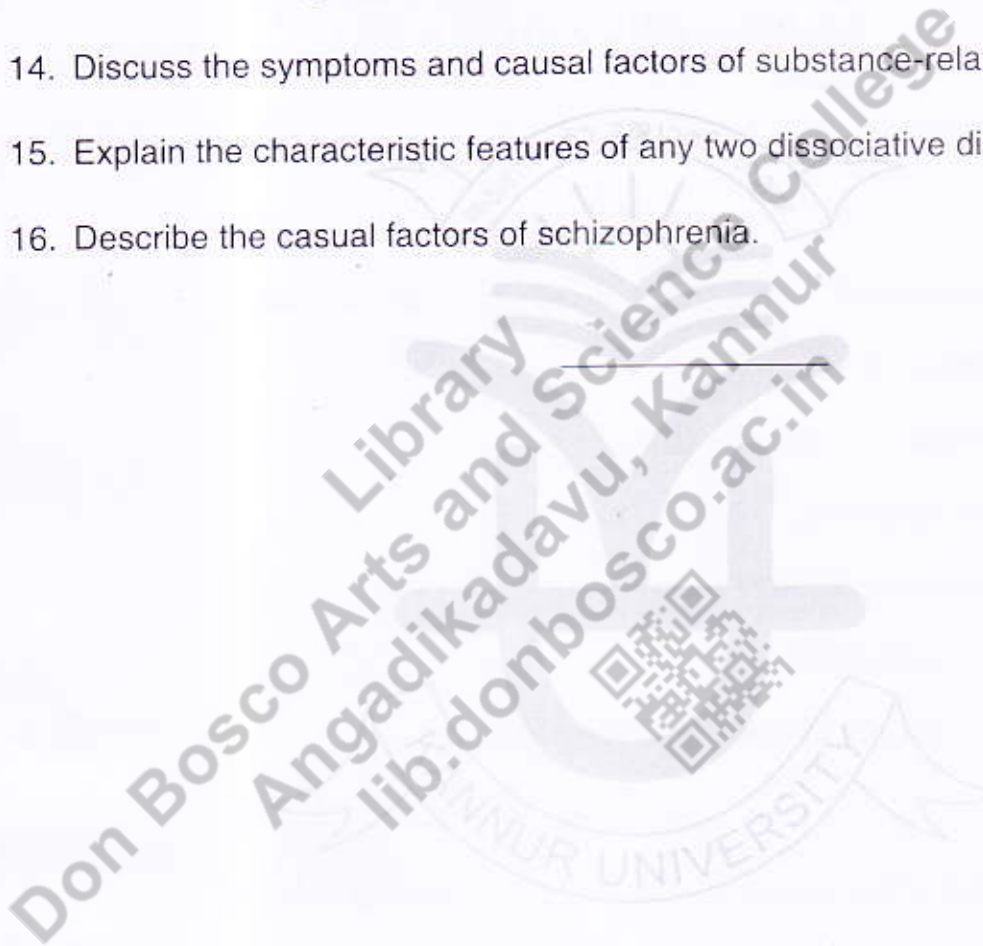 14. Discuss the symptoms and causal factors of substance-rela
15. Explain the characteristic features of any two dissociative di
16. Describe the casual factors of schizophrenia.
Library
Don Bosco Arts and Science College
Angadikadavu, Kannur
lib.donbosco.ac.in
UNIVERSITY